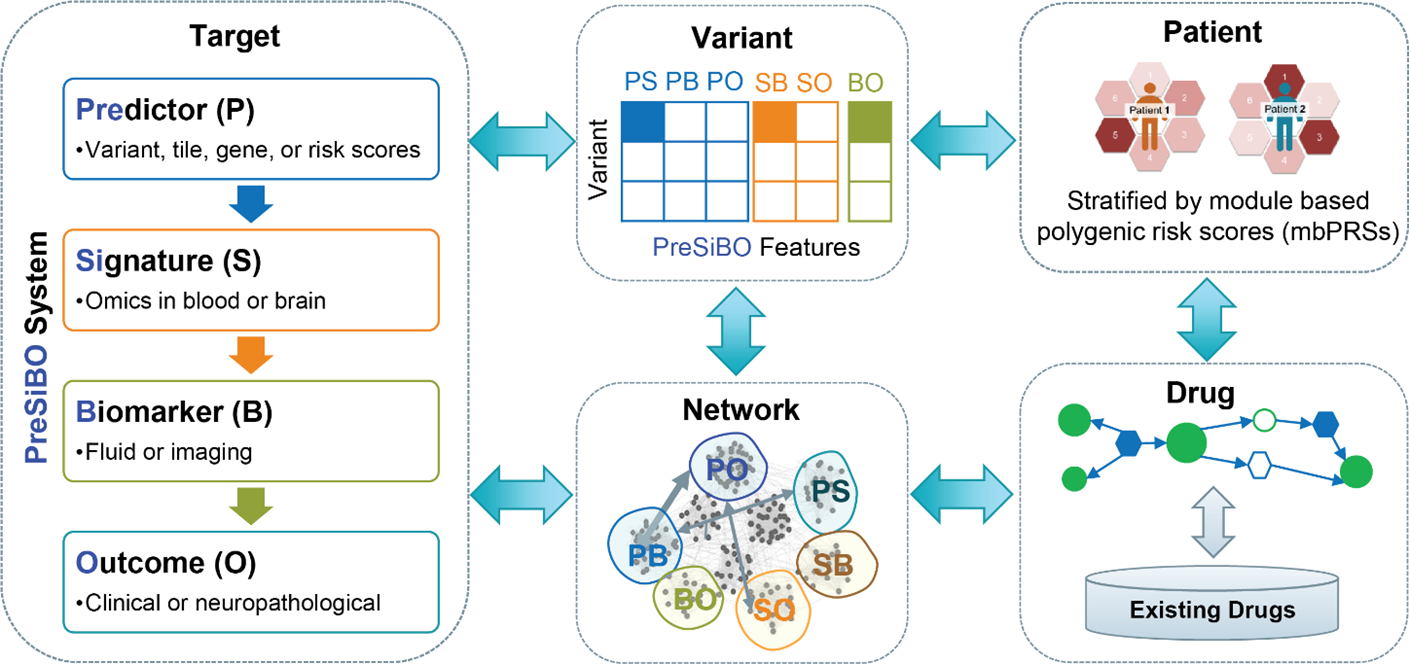 Target
PreSiBO System
Predictor (P)
•Variant, tile, gene, or risk scores
Signature (S)
•Omics in blood or brain
Biomarker (B)
•Fluid or imaging
Outcome (O)
•Clinical or neuropathological
Variant
PS PB PO SB SO BO
Variant
PreSiBO Features
Patient
1
6
2
Patient 1
5
3
4
1
6
2
Patient 2
5
3
4
Stratified by module based
polygenic risk scores (mbPRSs)
Network
PO
PS
PB
SB
BO
SO
Drug
Existing Drugs